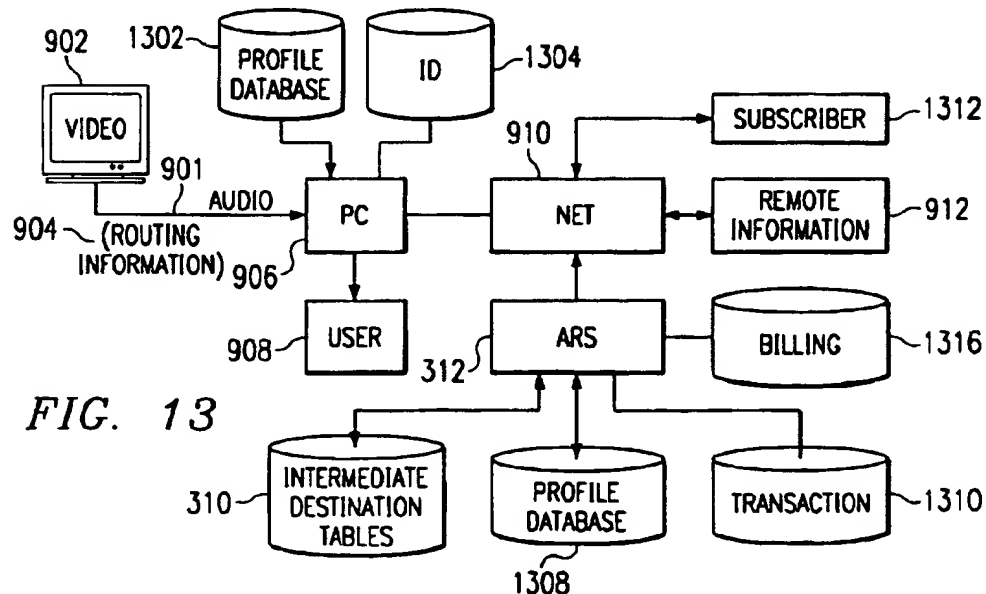 902
1302
PROFILE
DATABASE
ID
1304
VIDEO
901
AUDIO
904
(ROUTING
INFORMATION)
PC
906
910
NET
SUBSCRIBER
1312
REMOTE
INFORMATION
912
USER
908
ARS
312
BILLING
1316
FIG. 13
310
INTERMEDIATE
DESTINATION
TABLES
PROFILE
DATABASE
1308
TRANSACTION
1310